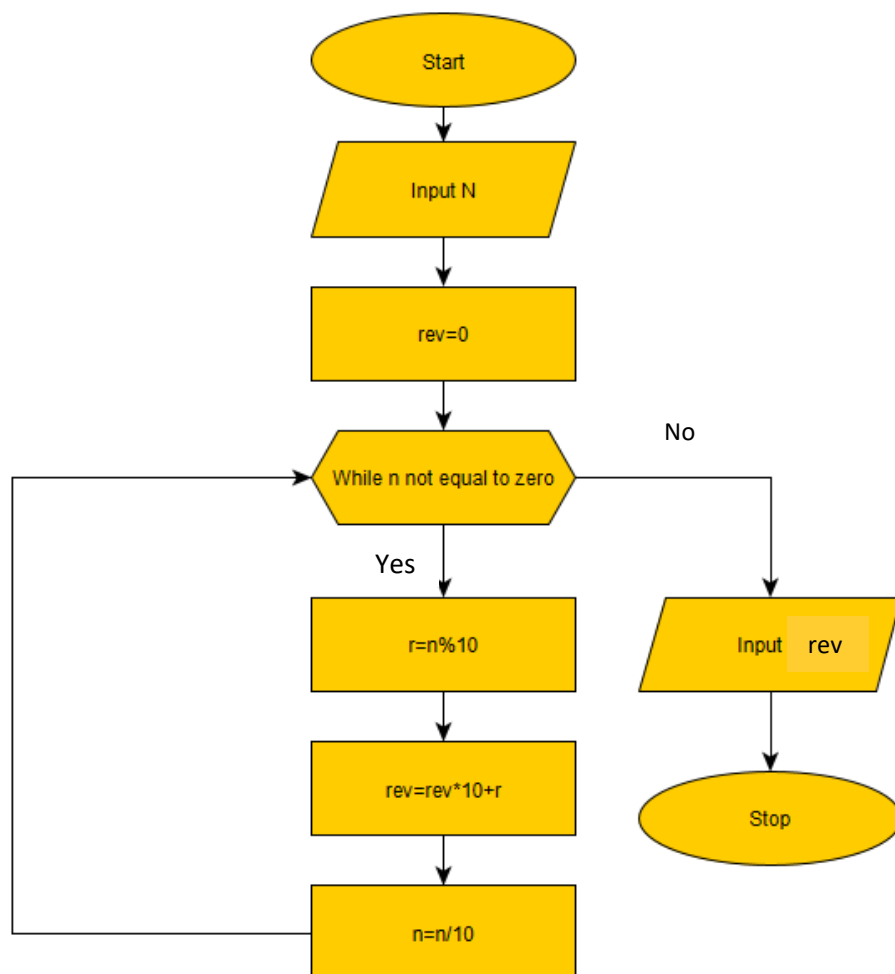 Start
Input N
rev=0
While n not equal to zero
No
Yes
r=n%10
Input rev
rev=rev*10+r
Stop
n=n/10